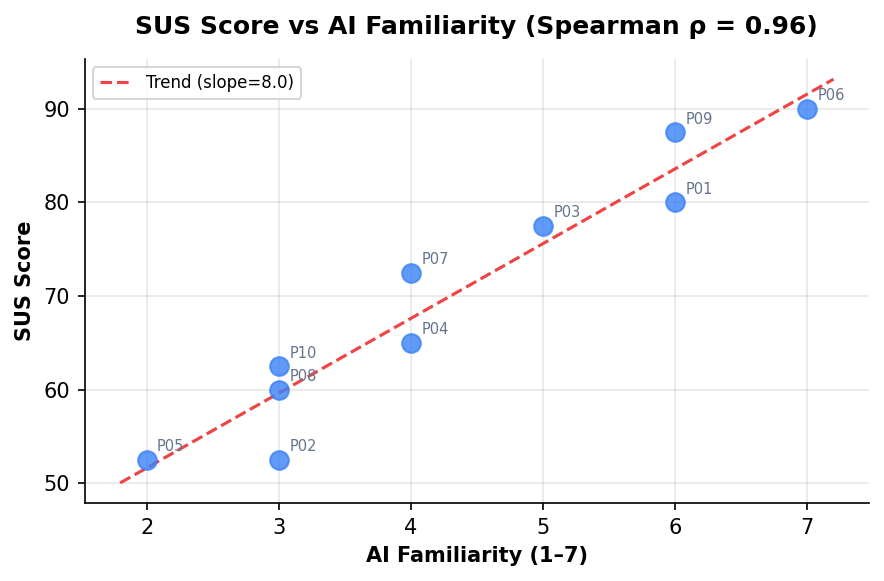 SUS Score vs AI Familiarity (Spearman ρ = 0.96)
Trend (slope=8.0)
SUS Score
90
80
70
60
50
P06
P09
P01
P03
P07
P04
P10
P08
P05
P02
2
3
4
5
6
7
AI Familiarity (1–7)